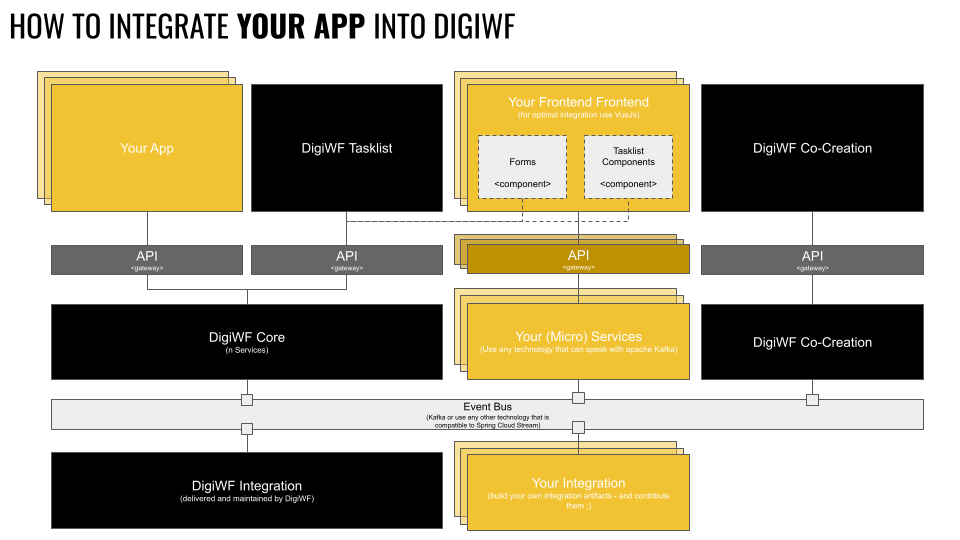 HOW TO INTEGRATE YOUR APP INTO DIGIWF
Your App
DigiWF Tasklist
Your Frontend Frontend
(for optimal integration use VueJs)
Forms
<component>
Tasklist
Components
<component>
DigiWF Co-Creation
API
<gateway>
API
<gateway>
API
<gateway>
API
<gateway>
DigiWF Core
(n Services)
Your (Micro) Services
(Use any technology that can speak with apache Kafka)
DigiWF Co-Creation
Event Bus
(Kafka or use any other technology that is
compatible to Spring Cloud Stream)
DigiWF Integration
(delivered and maintained by DigiWF)
Your Integration
(build your own integration artifacts - and contribute
them ;)